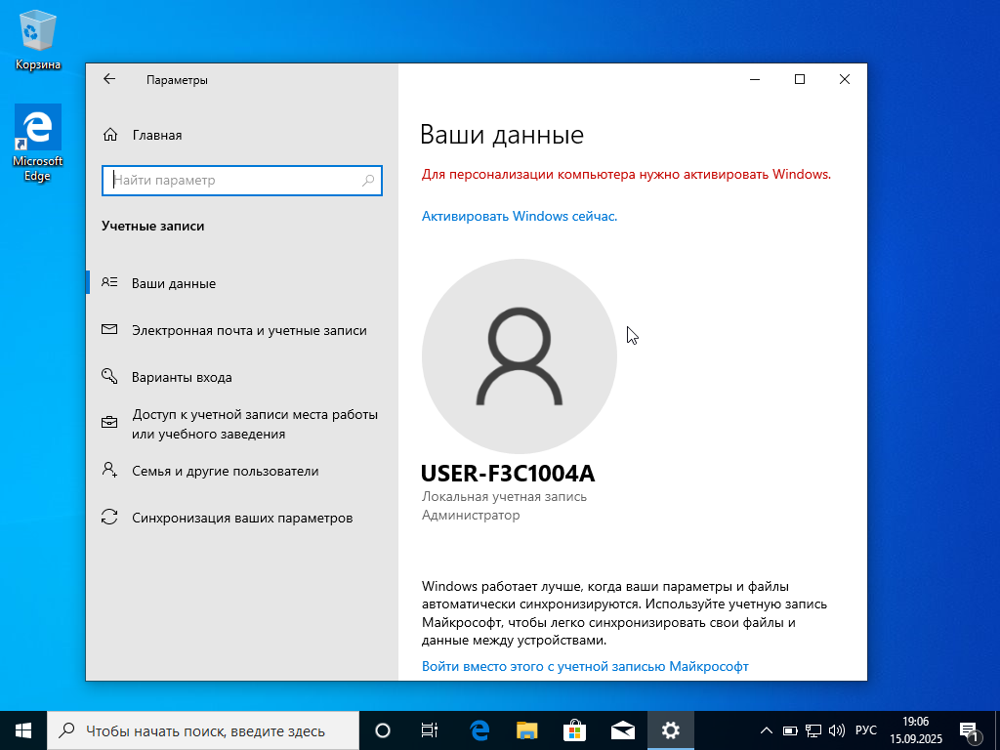 Корзина
Microsoft
Edge
Параметры
Главная
Найти параметр
Учетные записи
Ваши данные
Электронная почта и учетные записи
Варианты входа
Доступ к учетной записи места работы
или учебного заведения
Семья и другие пользователи
Синхронизация ваших параметров
Ваши данные
Для персонализации компьютера нужно активировать Windows.
Активировать Windows сейчас.
USER-F3C1004A
Локальная учетная запись
Администратор
Windows работает лучше, когда ваши параметры и файлы
автоматически синхронизируются. Используйте учетную запись
Майкрософт, чтобы легко синхронизировать свои файлы и
данные между устройствами.
Войти вместо этого с учетной записью Майкрософт
Чтобы начать поиск, введите здесь
РУС
19:06
15.09.2025
1